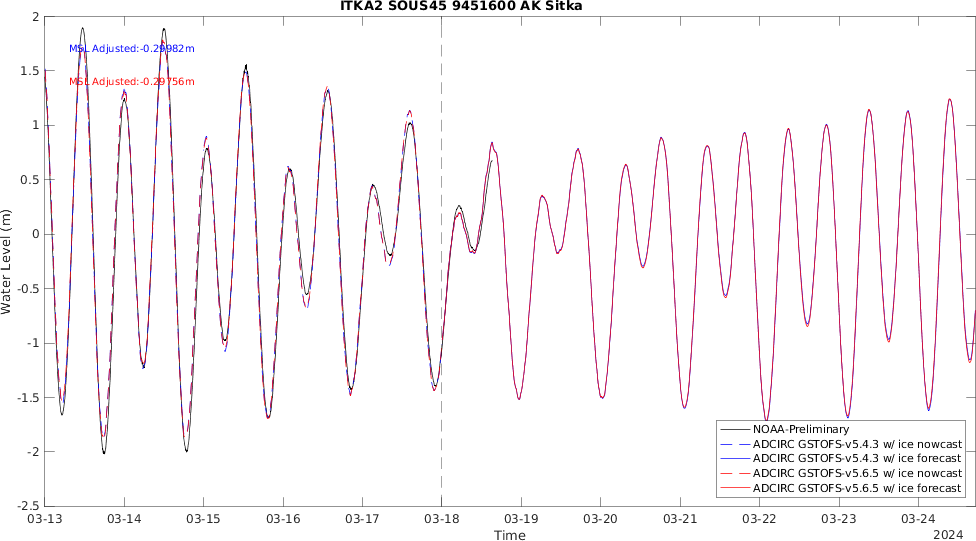 ITKA2 SOUS45 9451600 AK Sitka
MSL Adjusted:-0.29982m
MSL Adjusted:-0.29756m
Water Level (m)
2
1.5
1
0.5
0
-0.5
-1
-1.5
-2
-2.5
NOAA-Preliminary
ADCIRC GSTOFS-v5.4.3 w/ ice nowcast
ADCIRC GSTOFS-v5.4.3 w/ ice forecast
ADCIRC GSTOFS-v5.6.5 w/ ice nowcast
ADCIRC GSTOFS-v5.6.5 w/ ice forecast
03-13 03-14 03-15 03-16 03-17 03-18 03-19 03-20 03-21 03-22 03-23 03-24
Time
2024